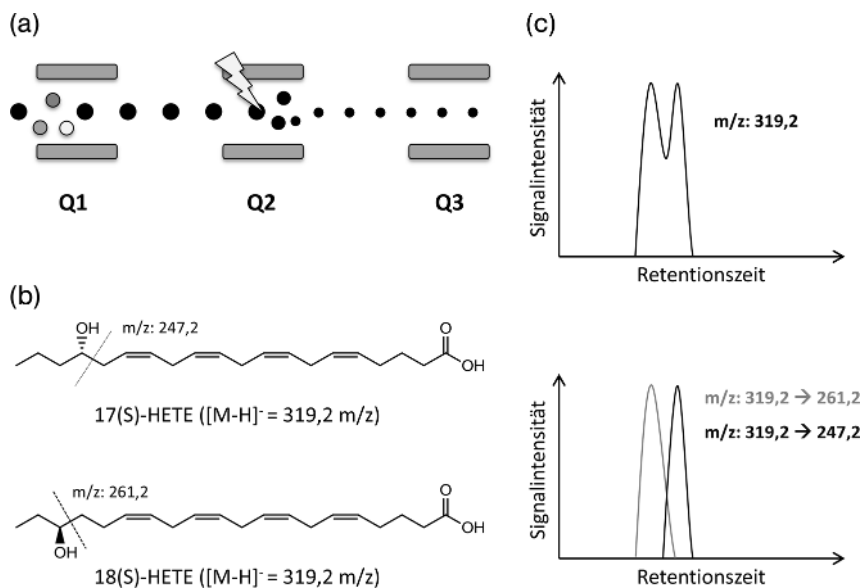 (a)
Q1
Q2
Q3
(b)
OH
m/z: 247,2
O
OH
17(S)-HETE ([M-H]⁻ = 319,2 m/z)
m/z: 261,2
O
OH
OH
18(S)-HETE ([M-H]⁻ = 319,2 m/z)
(c)
Signalintensität
m/z: 319,2
Retentionszeit
Signalintensität
m/z: 319,2 → 261,2
m/z: 319,2 → 247,2
Retentionszeit